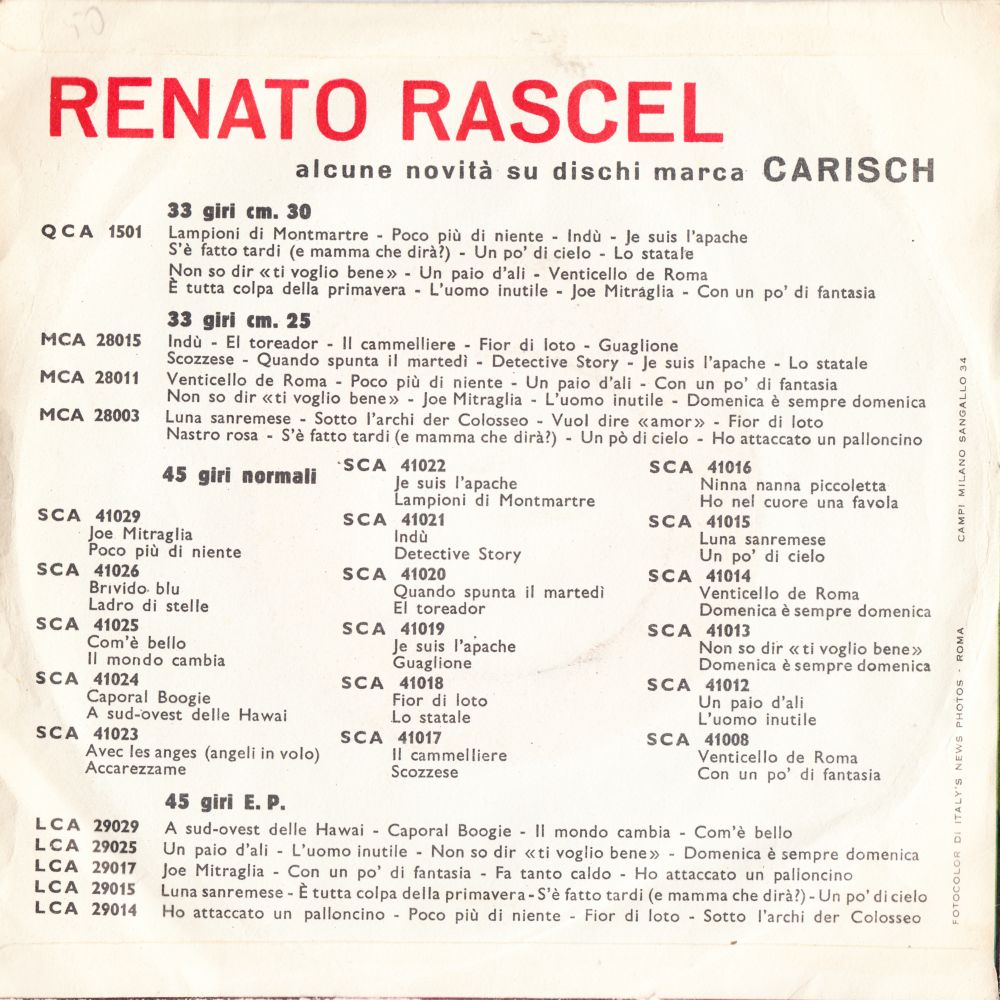 50
RENATO RASCEL
alcune novità su dischi marca CARISCH
33 giri cm. 30
QCA 1501 Lampioni di Montmartre - Poco più di niente - Indù - Je suis l'apache
S'è fatto tardi (e mamma che dirà?) - Un po' di cielo - Lo statale
Non so dir «ti voglio bene» - Un paio d'ali - Venticello de Roma
È tutta colpa della primavera - L'uomo inutile - Joe Mitraglia - Con un po' di fantasia
33 giri cm. 25
MCA 28015 Indù - El toreador - Il cammelliere - Fior di loto - Guaglione
Scozzese - Quando spunta il martedì - Detective Story - Je suis l'apache - Lo statale
MCA 28011 Venticello de Roma - Poco più di niente - Un paio d'ali - Con un po' di fantasia
Non so dir «ti voglio bene» - Joe Mitraglia - L'uomo inutile - Domenica è sempre domenica
MCA 28003 Luna sanremese - Sotto l'archi der Colosseo - Vuol dire «amor» - Fior di loto
Nastro rosa - S'è fatto tardi (e mamma che dirà?) - Un pò di cielo - Ho attaccato un palloncino
45 giri normali
SCA 41029
Joe Mitraglia
Poco più di niente
SCA 41026
Brivido blu
Ladro di stelle
SCA 41025
Com'è bello
Il mondo cambia
SCA 41024
Caporal Boogie
A sud-ovest delle Hawai
SCA 41023
Avec les anges (angeli in volo)
Accarezzame
SCA 41022
Je suis l'apache
Lampioni di Montmartre
SCA 41021
Indù
Detective Story
SCA 41020
Quando spunta il martedì
El toreador
SCA 41019
Je suis l'apache
Guaglione
SCA 41018
Fior di loto
Lo statale
SCA 41017
Il cammelliere
Scozzese
SCA 41016
Ninna nanna piccoletta
Ho nel cuore una favola
SCA 41015
Luna sanremese
Un po' di cielo
SCA 41014
Venticello de Roma
Domenica è sempre domenica
SCA 41013
Non so dir «ti voglio bene»
Domenica è sempre domenica
SCA 41012
Un paio d'ali
L'uomo inutile
SCA 41008
Venticello de Roma
Con un po' di fantasia
45 giri E. P.
LCA 29029 A sud-ovest delle Hawai - Caporal Boogie - Il mondo cambia - Com'è bello
LCA 29025 Un paio d'ali - L'uomo inutile - Non so dir «ti voglio bene» - Domenica è sempre domenica
LCA 29017 Joe Mitraglia - Con un po' di fantasia - Fa tanto caldo - Ho attaccato un palloncino
LCA 29015 Luna sanremese - È tutta colpa della primavera - S'è fatto tardi (e mamma che dirà?) - Un po' di cielo
LCA 29014 Ho attaccato un palloncino - Poco più di niente - Fior di loto - Sotto l'archi der Colosseo
FOTOCOLOR DI ITALY'S NEWS PHOTOS - ROMA CAMPI MILANO SANGALLO 34